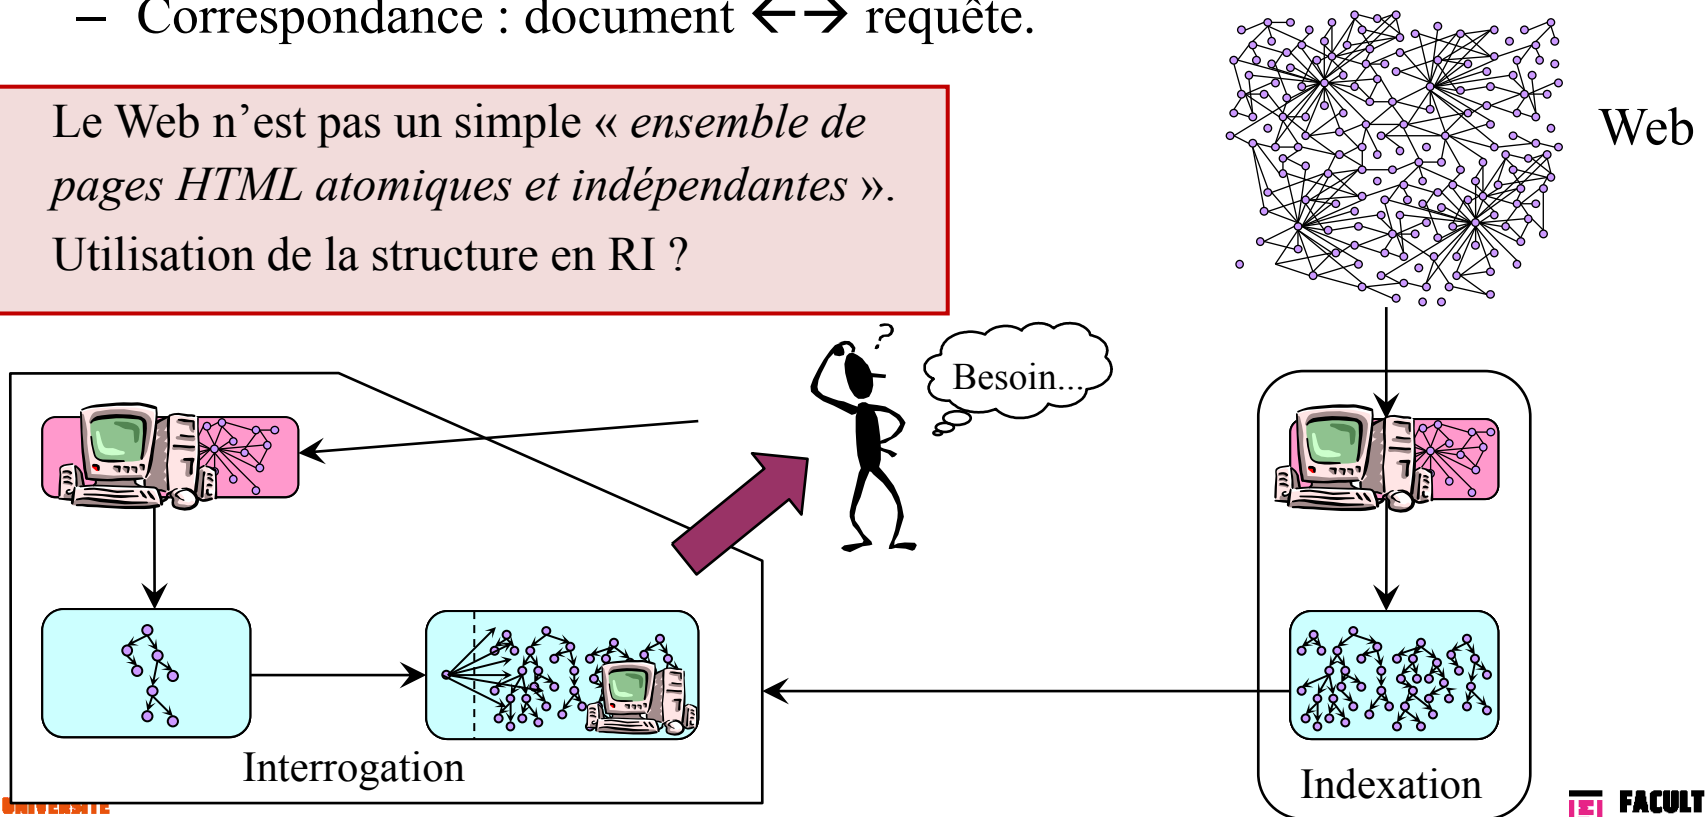 – Correspondance : document ←→ requête.
Le Web n’est pas un simple « ensemble de
pages HTML atomiques et indépendantes ».
Utilisation de la structure en RI ?
Web
?
Besoin...
Interrogation
Indexation
UNIVERSITE
FACULT